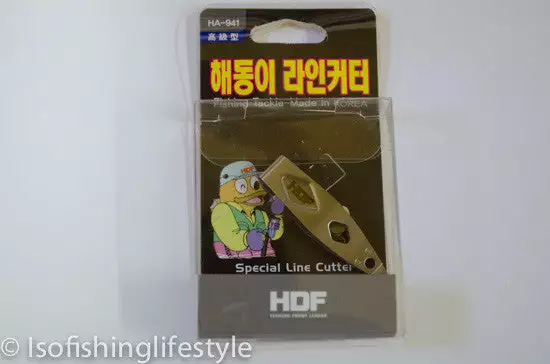 HA-941
高級型
해동이 라인커터
Fishing Tackle Made in KOREA
HDF
Special Line Cutter
HDF
© Isofishinglifestyle